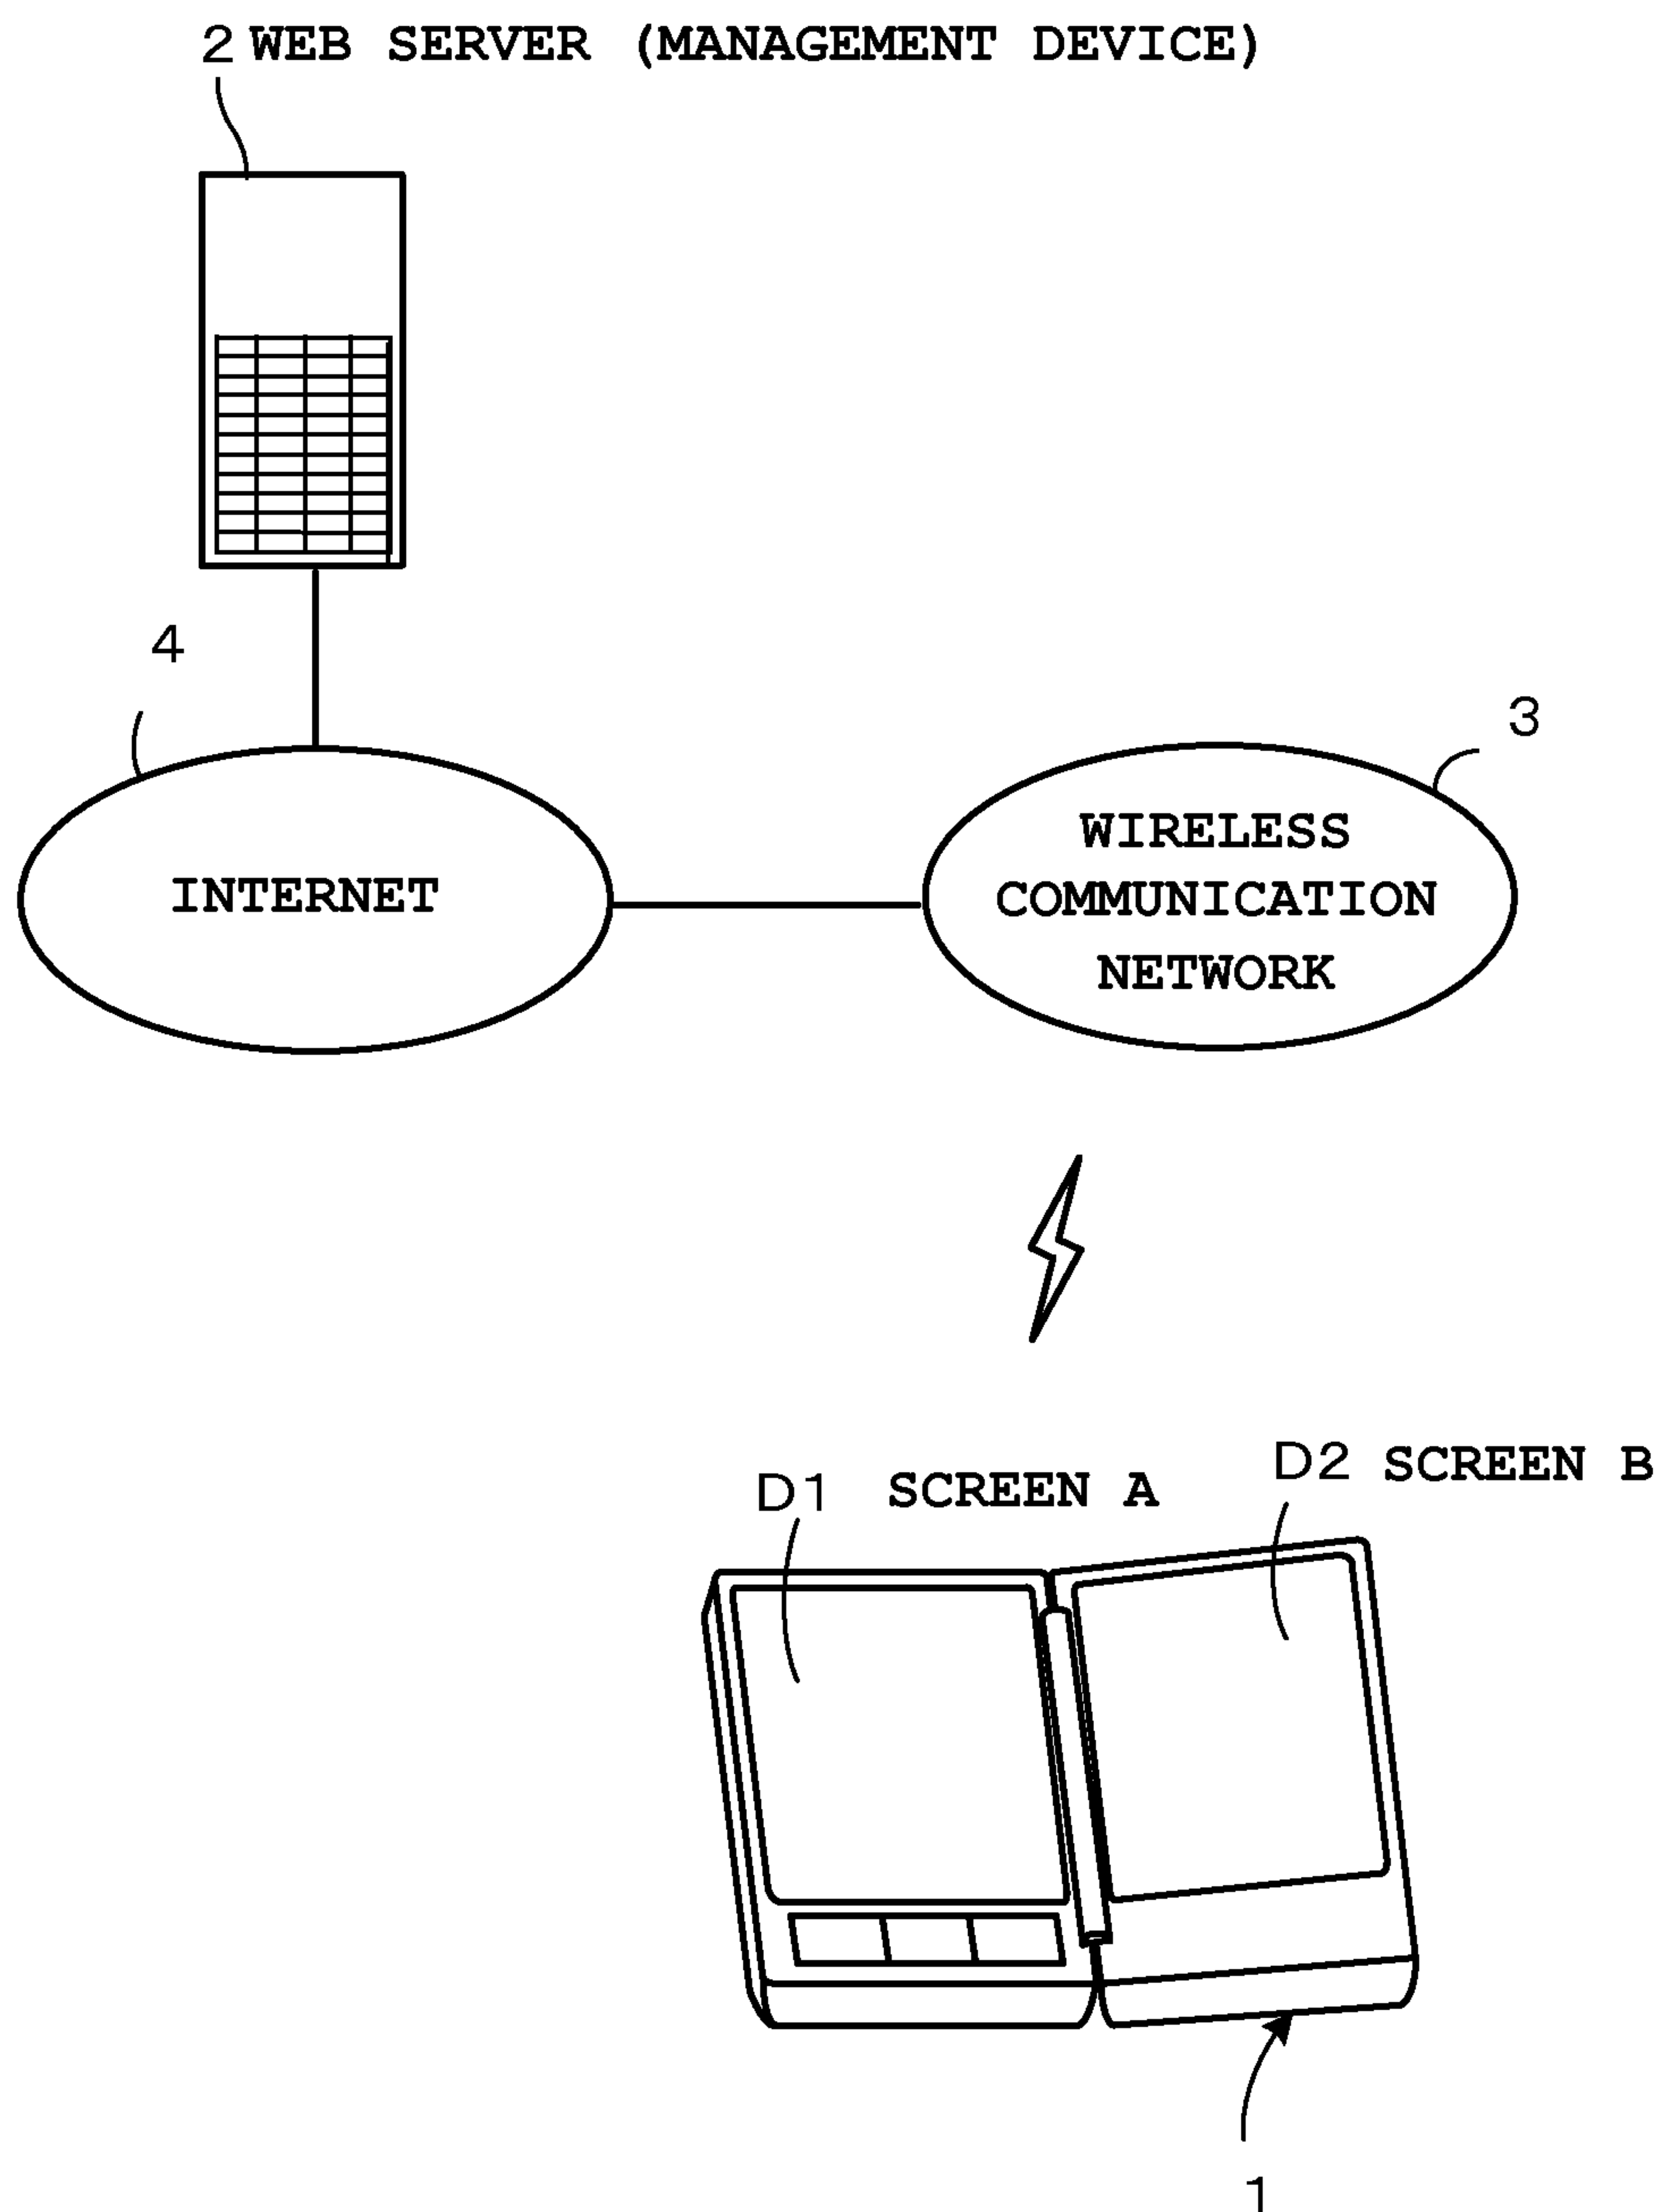 2 WEB SERVER (MANAGEMENT DEVICE)
4
3
INTERNET
WIRELESS
COMMUNICATION
NETWORK
D1 SCREEN A
D2 SCREEN B
1